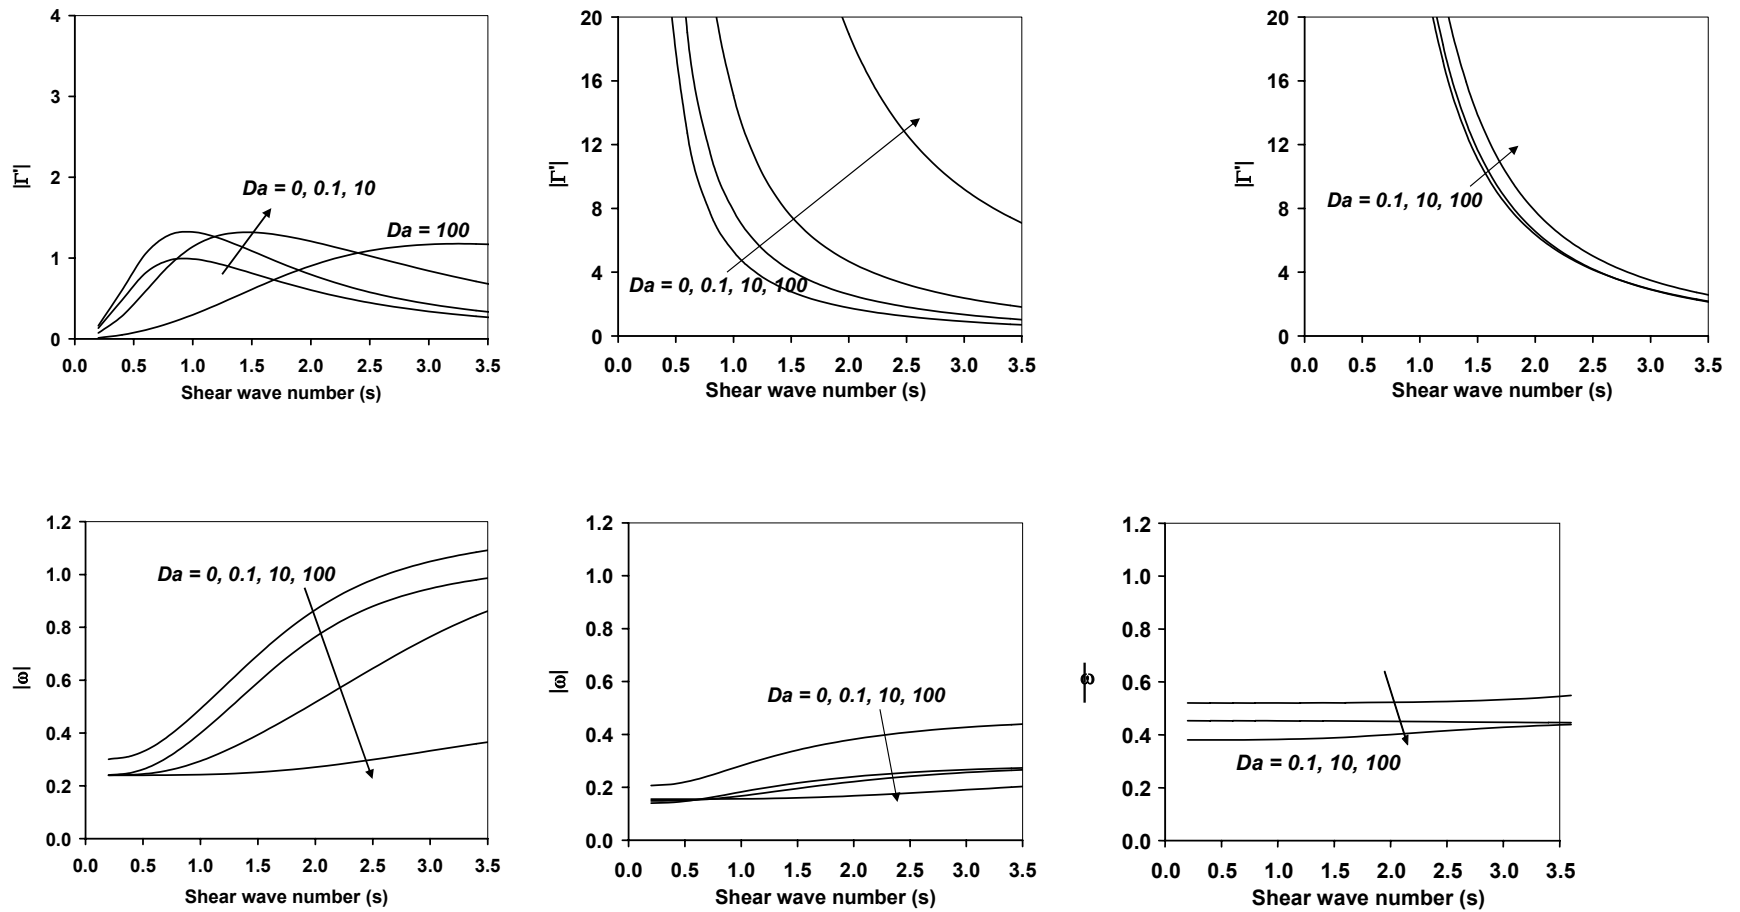 4
3
2
1
0
|Γ'|
Da = 0, 0.1, 10
Da = 100
0.0 0.5 1.0 1.5 2.0 2.5 3.0 3.5
Shear wave number (s)
20
16
12
8
4
0
|Γ'|
Da = 0, 0.1, 10, 100
0.0 0.5 1.0 1.5 2.0 2.5 3.0 3.5
Shear wave number (s)
20
16
12
8
4
0
|Γ'|
Da = 0.1, 10, 100
0.0 0.5 1.0 1.5 2.0 2.5 3.0 3.5
Shear wave number (s)
1.2
1.0
0.8
0.6
0.4
0.2
0.0
|ω|
Da = 0, 0.1, 10, 100
0.0 0.5 1.0 1.5 2.0 2.5 3.0 3.5
Shear wave number (s)
1.2
1.0
0.8
0.6
0.4
0.2
0.0
|ω|
Da = 0, 0.1, 10, 100
0.0 0.5 1.0 1.5 2.0 2.5 3.0 3.5
Shear wave number (s)
1.2
1.0
0.8
0.6
0.4
0.2
0.0
|ω|
Da = 0.1, 10, 100
0.0 0.5 1.0 1.5 2.0 2.5 3.0 3.5
Shear wave number (s)